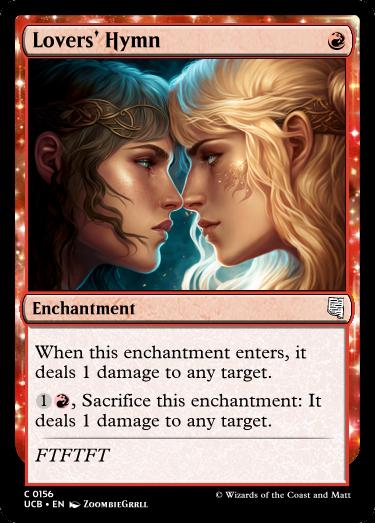 Lovers' Hymn
Enchantment
When this enchantment enters, it
deals 1 damage to any target.
1, Sacrifice this enchantment: It
deals 1 damage to any target.
FTFTFT
C 0156
UCB • EN ZoombieGrrll
© Wizards of the Coast and Matt